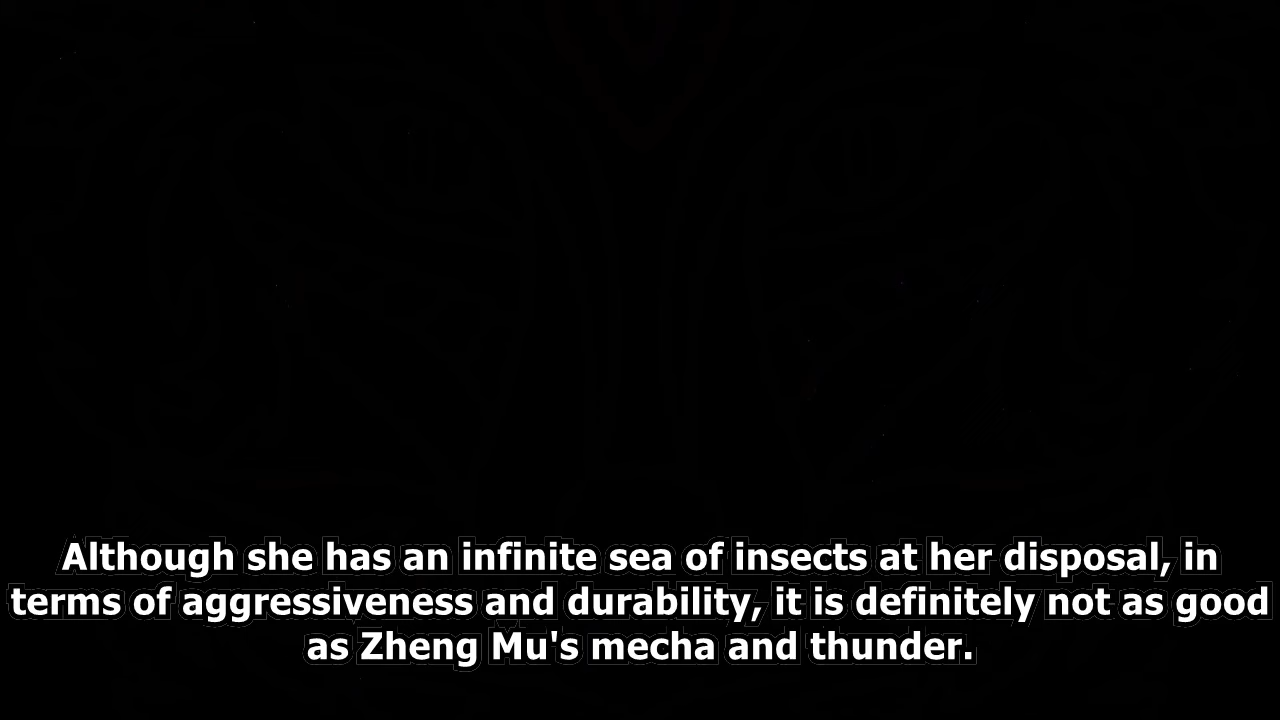 Although she has an infinite sea of insects at her disposal, in
terms of aggressiveness and durability, it is definitely not as good
as Zheng Mu's mecha and thunder.